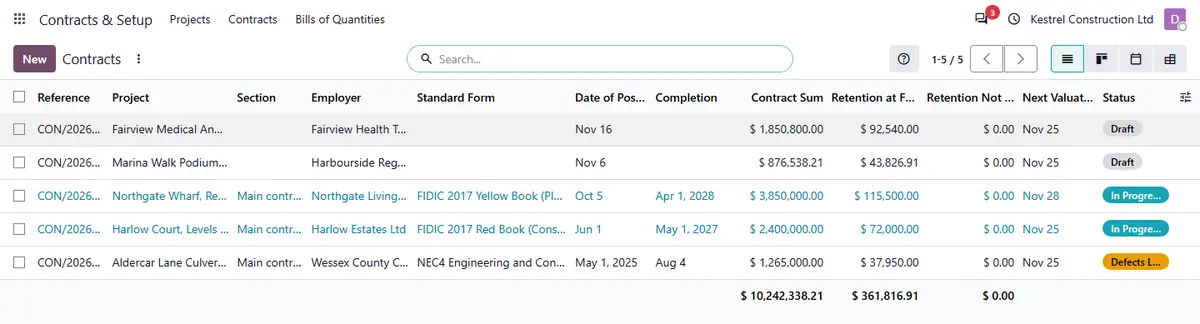 Contracts & Setup Projects Contracts Bills of Quantities 3 Kestrel Construction Ltd D
New Contracts Search... 1-5 / 5
Reference Project Section Employer Standard Form Date of Pos... Completion Contract Sum Retention at F... Retention Not ... Next Valuat... Status
CON/2026... Fairview Medical An... Fairview Health T... Nov 16 $ 1,850,800.00 $ 92,540.00 $ 0.00 Nov 25 Draft
CON/2026... Marina Walk Podium... Harbourside Reg... Nov 6 $ 876,538.21 $ 43,826.91 $ 0.00 Nov 25 Draft
CON/2026... Northgate Wharf, Re... Main contr... Northgate Living... FIDIC 2017 Yellow Book (Pl... Oct 5 Apr 1, 2028 $ 3,850,000.00 $ 115,500.00 $ 0.00 Nov 28 In Progre...
CON/2026... Harlow Court, Levels ... Main contr... Harlow Estates Ltd FIDIC 2017 Red Book (Cons... Jun 1 May 1, 2027 $ 2,400,000.00 $ 72,000.00 $ 0.00 Nov 25 In Progre...
CON/2026... Aldercar Lane Culver... Main contr... Wessex County C... NEC4 Engineering and Con... May 1, 2025 Aug 4 $ 1,265,000.00 $ 37,950.00 $ 0.00 Nov 25 Defects L...
$ 10,242,338.21 $ 361,816.91 $ 0.00